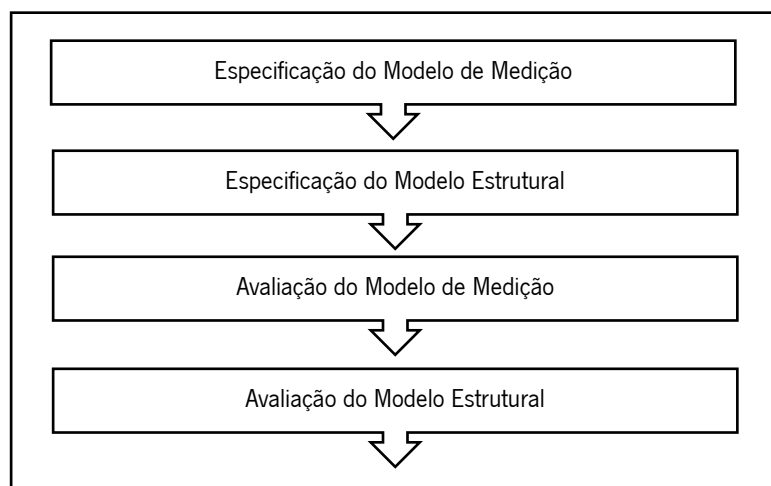 Especificação do Modelo de Medição
Especificação do Modelo Estrutural
Avaliação do Modelo de Medição
Avaliação do Modelo Estrutural